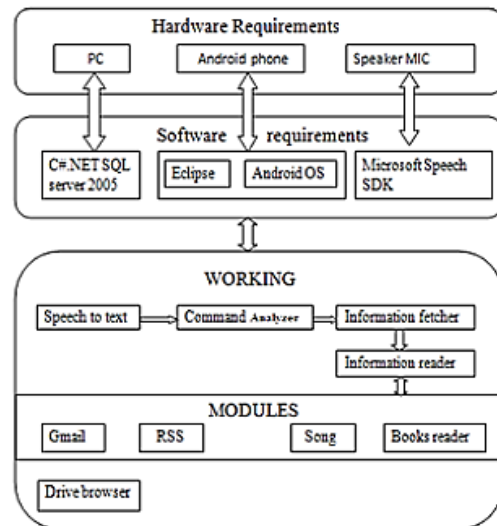 Hardware Requirements
PC
Android phone
Speaker MIC
Software requirements
C#.NET SQL
server 2005
Eclipse
Android OS
Microsoft Speech
SDK
WORKING
Speech to text
Command Analyzer
Information fetcher
Information reader
MODULES
Gmail
RSS
Song
Books reader
Drive browser